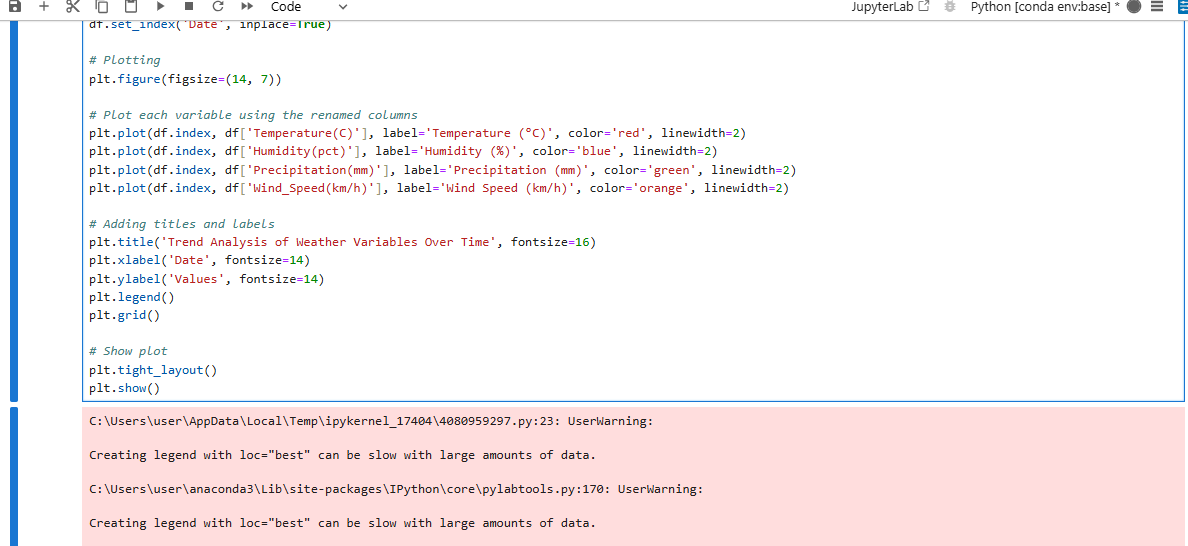 Code
JupyterLab
Python [conda env:base] *
df.set_index('Date', inplace=True)
# Plotting
plt.figure(figsize=(14, 7))
# Plot each variable using the renamed columns
plt.plot(df.index, df['Temperature(C)'], label='Temperature (°C)', color='red', linewidth=2)
plt.plot(df.index, df['Humidity(pct)'], label='Humidity (%)', color='blue', linewidth=2)
plt.plot(df.index, df['Precipitation(mm)'], label='Precipitation (mm)', color='green', linewidth=2)
plt.plot(df.index, df['Wind_Speed(km/h)'], label='Wind Speed (km/h)', color='orange', linewidth=2)
# Adding titles and labels
plt.title('Trend Analysis of Weather Variables Over Time', fontsize=16)
plt.xlabel('Date', fontsize=14)
plt.ylabel('Values', fontsize=14)
plt.legend()
plt.grid()
# Show plot
plt.tight_layout()
plt.show()
C:\Users\user\AppData\Local\Temp\ipykernel_17404\4080959297.py:23: UserWarning:
Creating legend with loc="best" can be slow with large amounts of data.
C:\Users\user\anaconda3\Lib\site-packages\IPython\core\pylabtools.py:170: UserWarning:
Creating legend with loc="best" can be slow with large amounts of data.